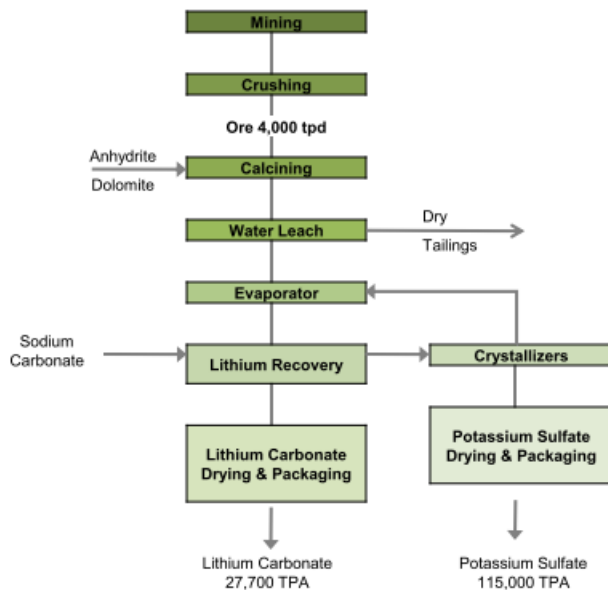 Mining
Crushing
Ore 4,000 tpd
Anhydrite
Dolomite
Calcining
Water Leach
Dry
Tailings
Evaporator
Sodium
Carbonate
Lithium Recovery
Crystallizers
Lithium Carbonate
Drying & Packaging
Potassium Sulfate
Drying & Packaging
Lithium Carbonate
27,700 TPA
Potassium Sulfate
115,000 TPA